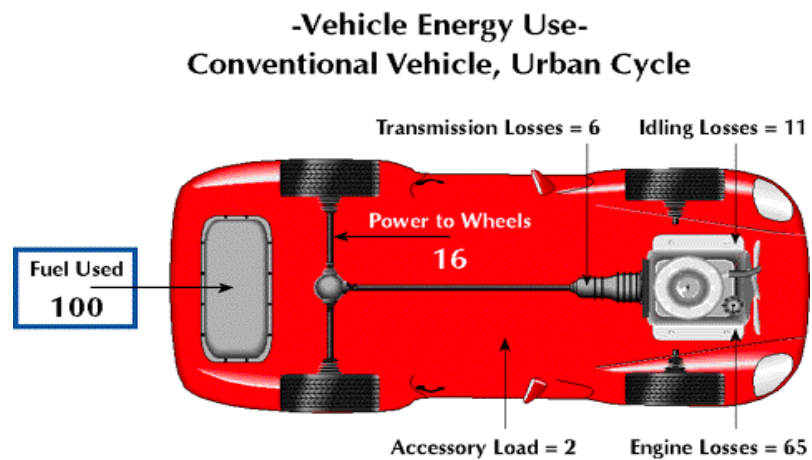 -Vehicle Energy Use-
Conventional Vehicle, Urban Cycle
Transmission Losses = 6
Idling Losses = 11
Power to Wheels
16
Fuel Used
100
Accessory Load = 2
Engine Losses = 65